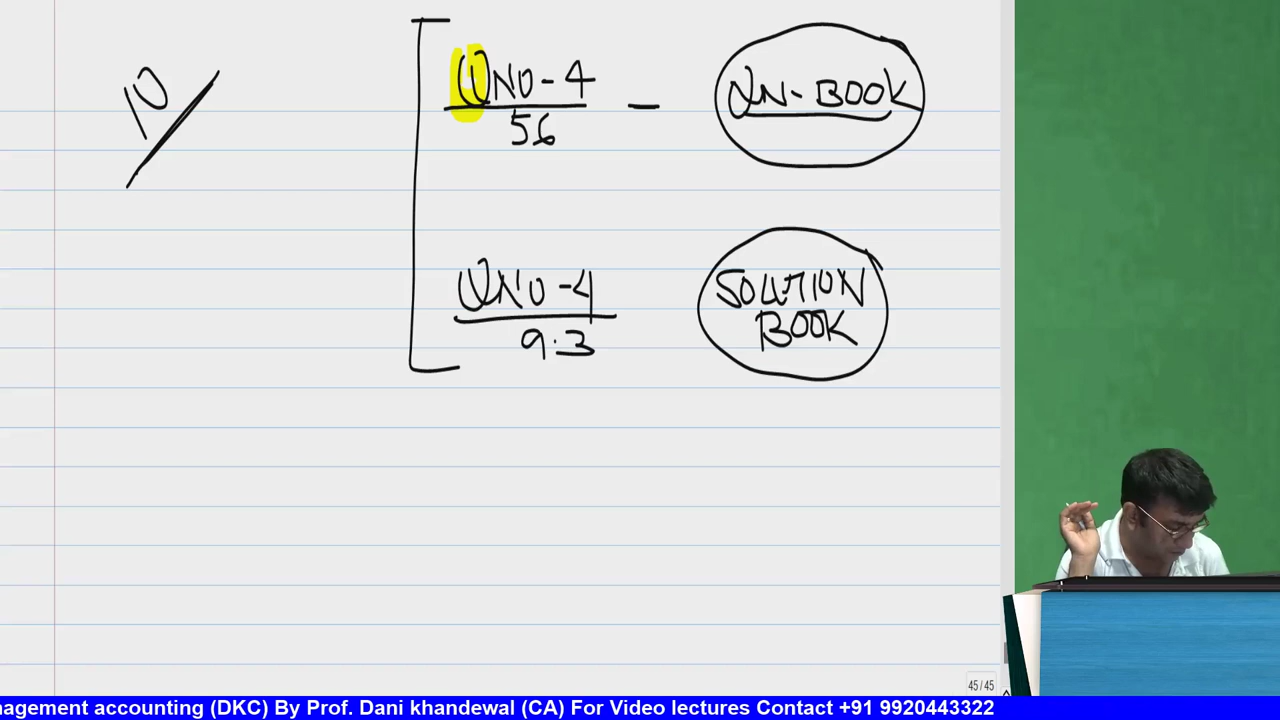 10/
QNO-4
56
-
QN-BOOK
QNO-4
9.3
SOLUTION
BOOK
45/45
nagement accounting (DKC) By Prof. Dani khandewal (CA) For Video lectures Contact +91 9920443322